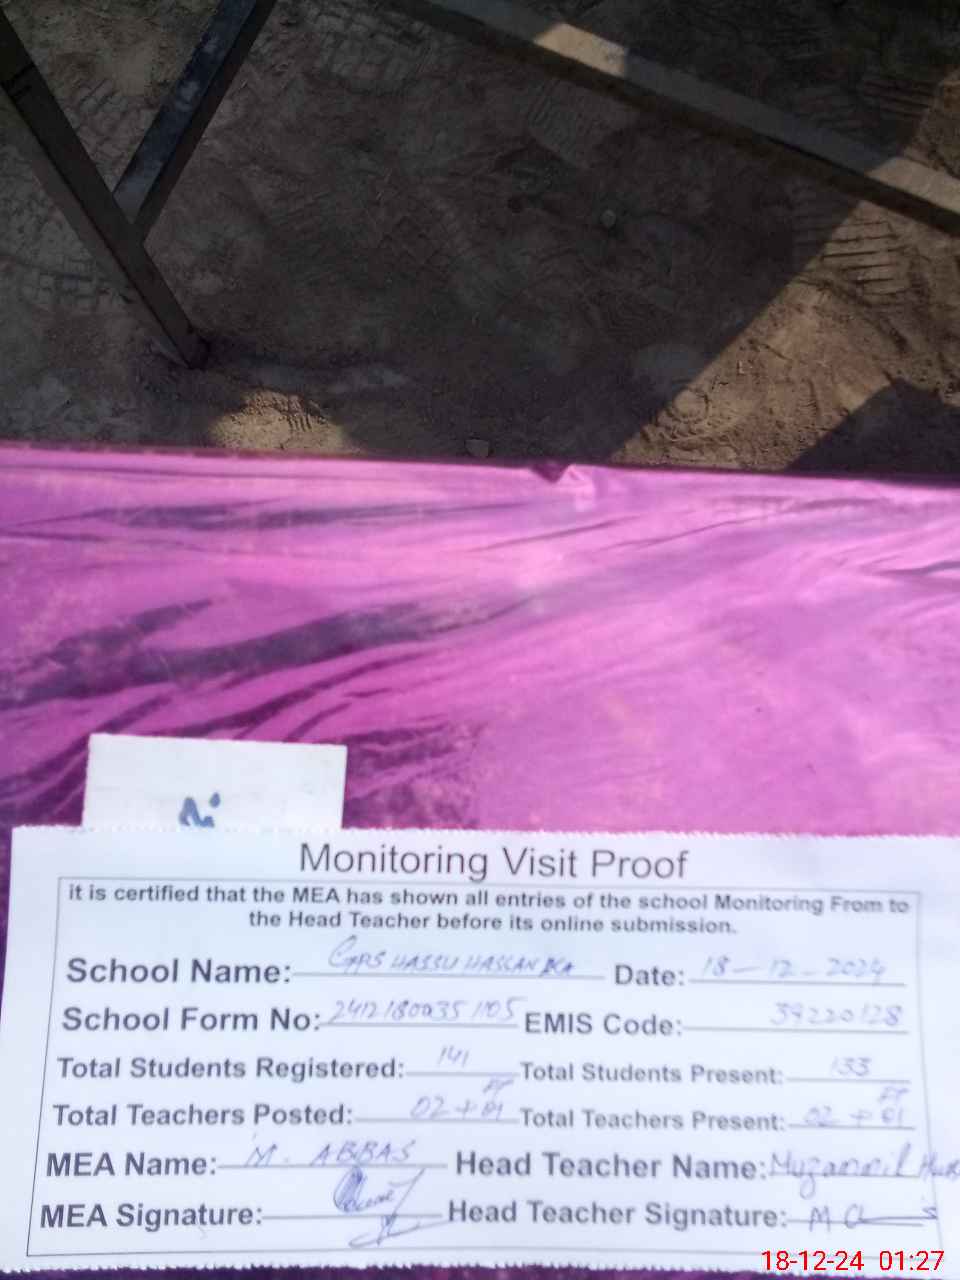 Monitoring Visit Proof
it is certified that the MEA has shown all entries of the school Monitoring From to
the Head Teacher before its online submission.
School Name: GPS HASSU HASSAN Date: 18-12-2024
School Form No: 2412180035 1105 EMIS Code: 39220128
Total Students Registered: 141 Total Students Present: 133
Total Teachers Posted: 02 + 01 Total Teachers Present: 02 + 01
MEA Name: M. ABBAS Head Teacher Name: Muzammil
MEA Signature: Head Teacher Signature:
18-12-24 01:27